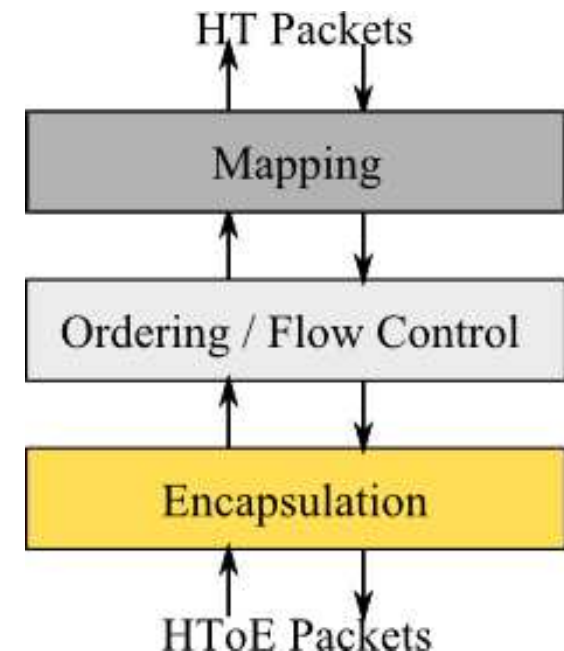 HT Packets
Mapping
Ordering / Flow Control
Encapsulation
HToE Packets